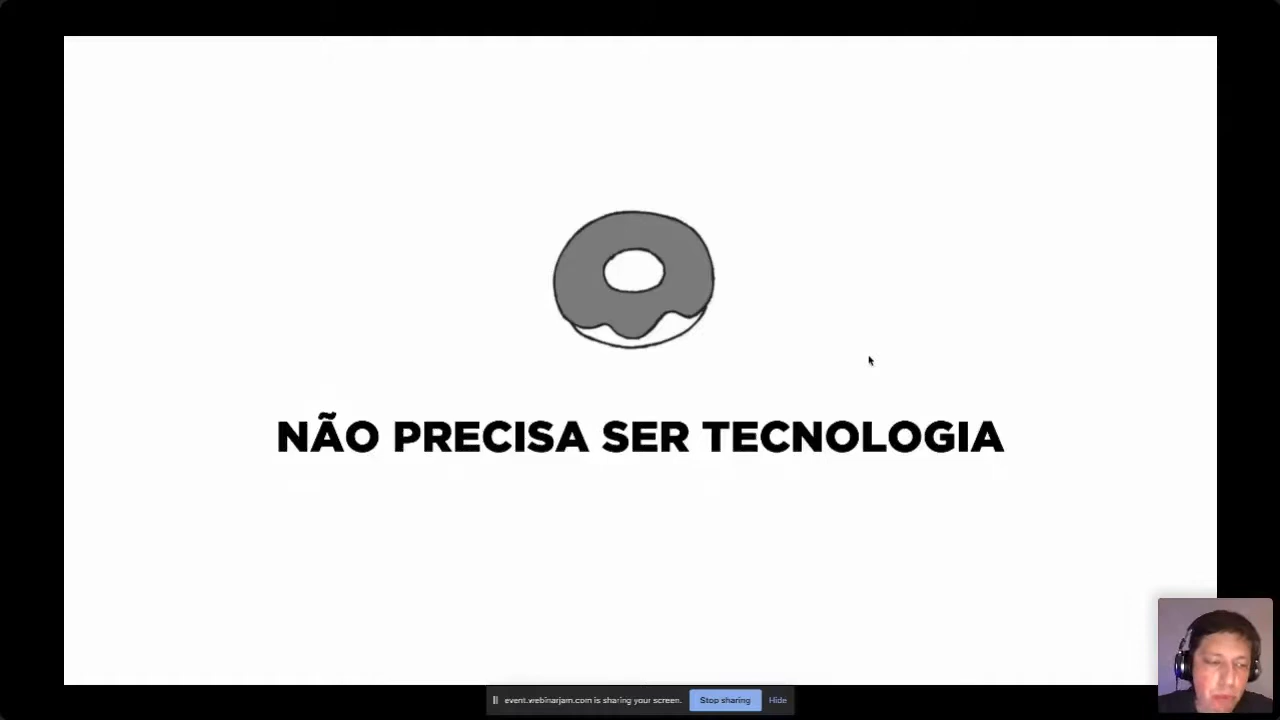 NÃO PRECISA SER TECNOLOGIA
event.webinarjam.com is sharing your screen. Stop sharing Hide